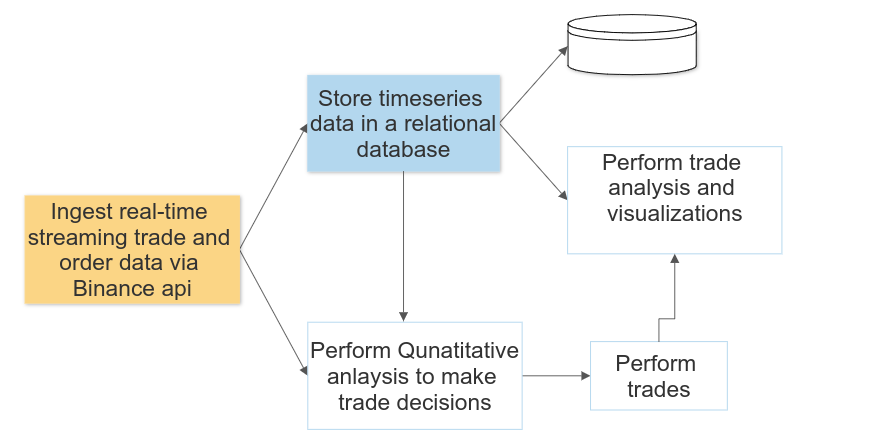 Store timeseries
data in a relational
database
Perform trade
analysis and
visualizations
Ingest real-time
streaming trade and
order data via
Binance api
Perform Qunatitative
anlaysis to make
trade decisions
Perform
trades